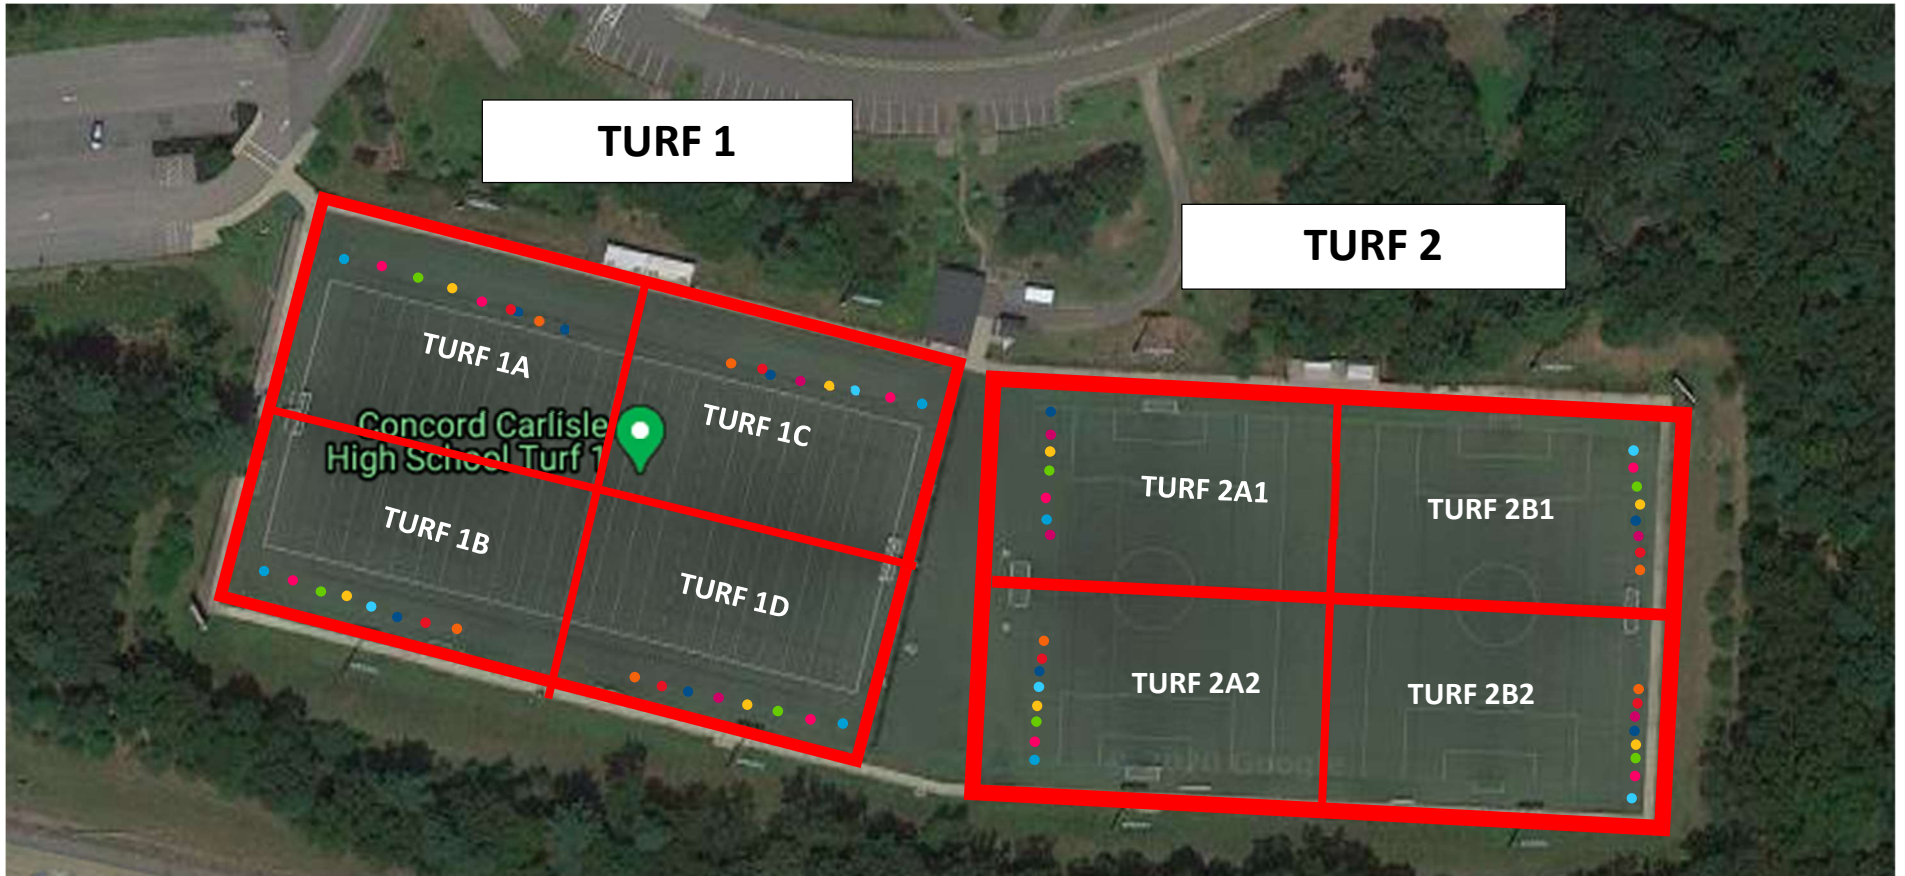 TURF 1
TURF 2
TURF 1A
TURF 1C
Concord Carlisle
High School Turf 1
TURF 1B
TURF 1D
TURF 2A1
TURF 2B1
TURF 2A2
TURF 2B2
Google